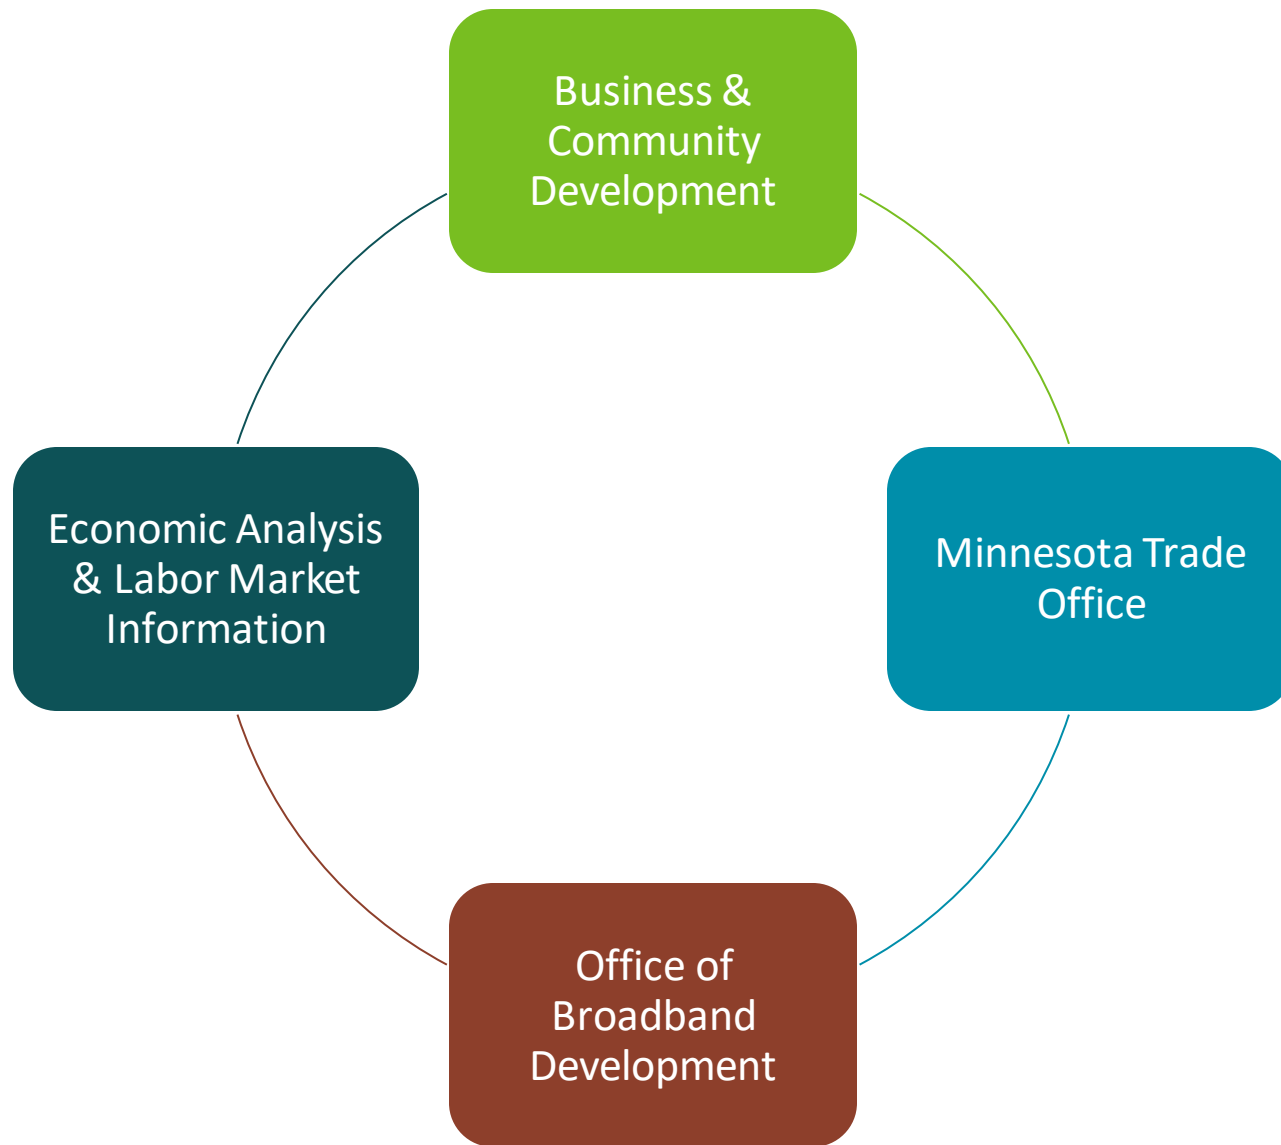 Business &
Community
Development
Economic Analysis
& Labor Market
Information
Minnesota Trade
Office
Office of
Broadband
Development